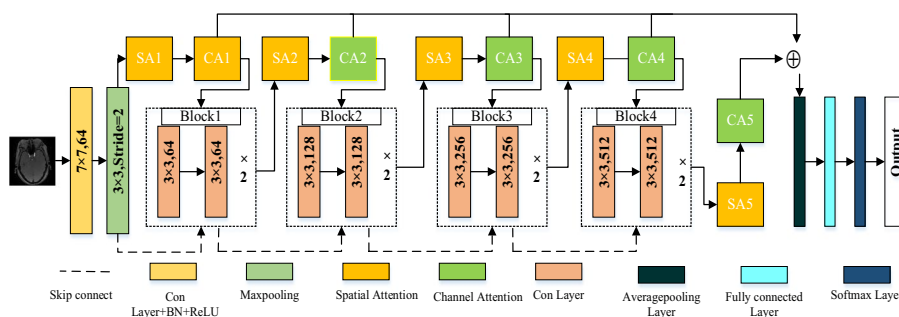 SA1
CA1
SA2
CA2
SA3
CA3
SA4
CA4
7×7,64
3×3,Stride=2
Block1
3×3,64
3×3,64
×
2
Block2
3×3,128
3×3,128
×
2
Block3
3×3,256
3×3,256
×
2
Block4
3×3,512
3×3,512
×
2
CA5
SA5
Output
Skip connect
Con
Layer+BN+ReLU
Maxpooling
Spatial Attention
Channel Attention
Con Layer
Averagepooling
Layer
Fully connected
Layer
Softmax Layer